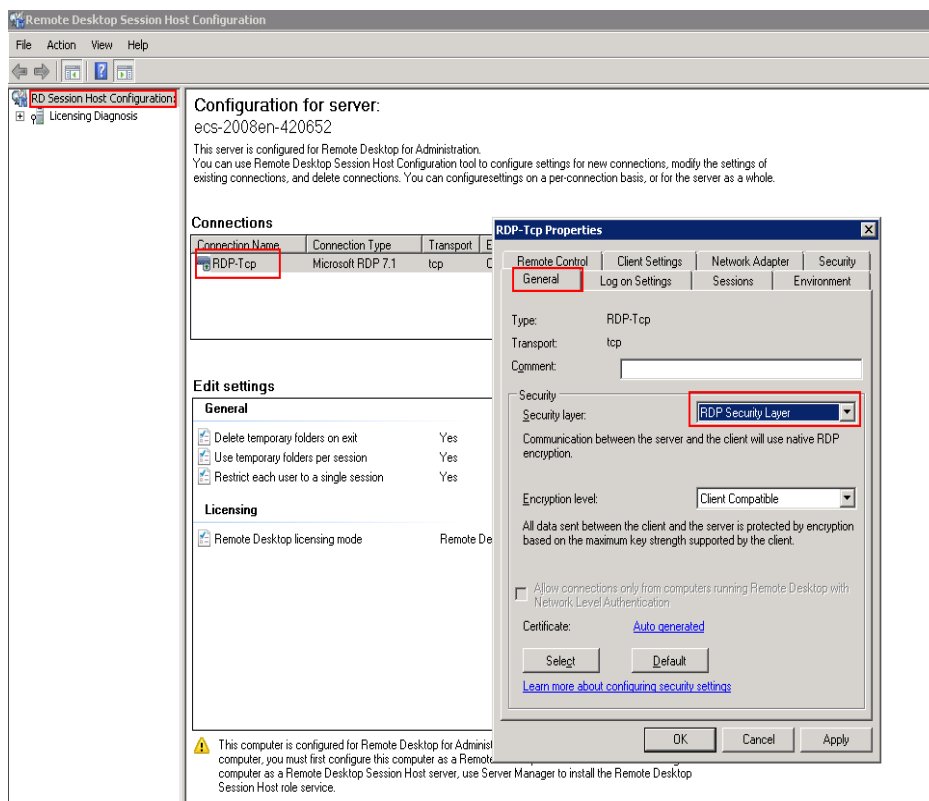 Remote Desktop Session Host Configuration
File Action View Help
RD Session Host Configuration:
Licensing Diagnosis
Configuration for server:
ecs-2008en-420652
This server is configured for Remote Desktop for Administration.
You can use Remote Desktop Session Host Configuration tool to configure settings for new connections, modify the settings of
existing connections, and delete connections. You can configuresettings on a per-connection basis, or for the server as a whole.
Connections
Connection Name Connection Type Transport E
RDP-Tcp Microsoft RDP 7.1 tcp C
Edit settings
General
Delete temporary folders on exit Yes
Use temporary folders per session Yes
Restrict each user to a single session Yes
Licensing
Remote Desktop licensing mode Remote De
This computer is configured for Remote Desktop for Adminis
computer, you must first configure this computer as a Remote
computer as a Remote Desktop Session Host server, use Server Manager to install the Remote Desktop
Session Host role service.
RDP-Tcp Properties
Remote Control Client Settings Network Adapter Security
General Log on Settings Sessions Environment
Type: RDP-Tcp
Transport: tcp
Comment:
Security
Security layer: RDP Security Layer
Communication between the server and the client will use native RDP
encryption.
Encryption level: Client Compatible
All data sent between the client and the server is protected by encryption
based on the maximum key strength supported by the client.
Allow connections only from computers running Remote Desktop with
Network Level Authentication
Certificate: Auto generated
Select Default
Learn more about configuring security settings
OK Cancel Apply